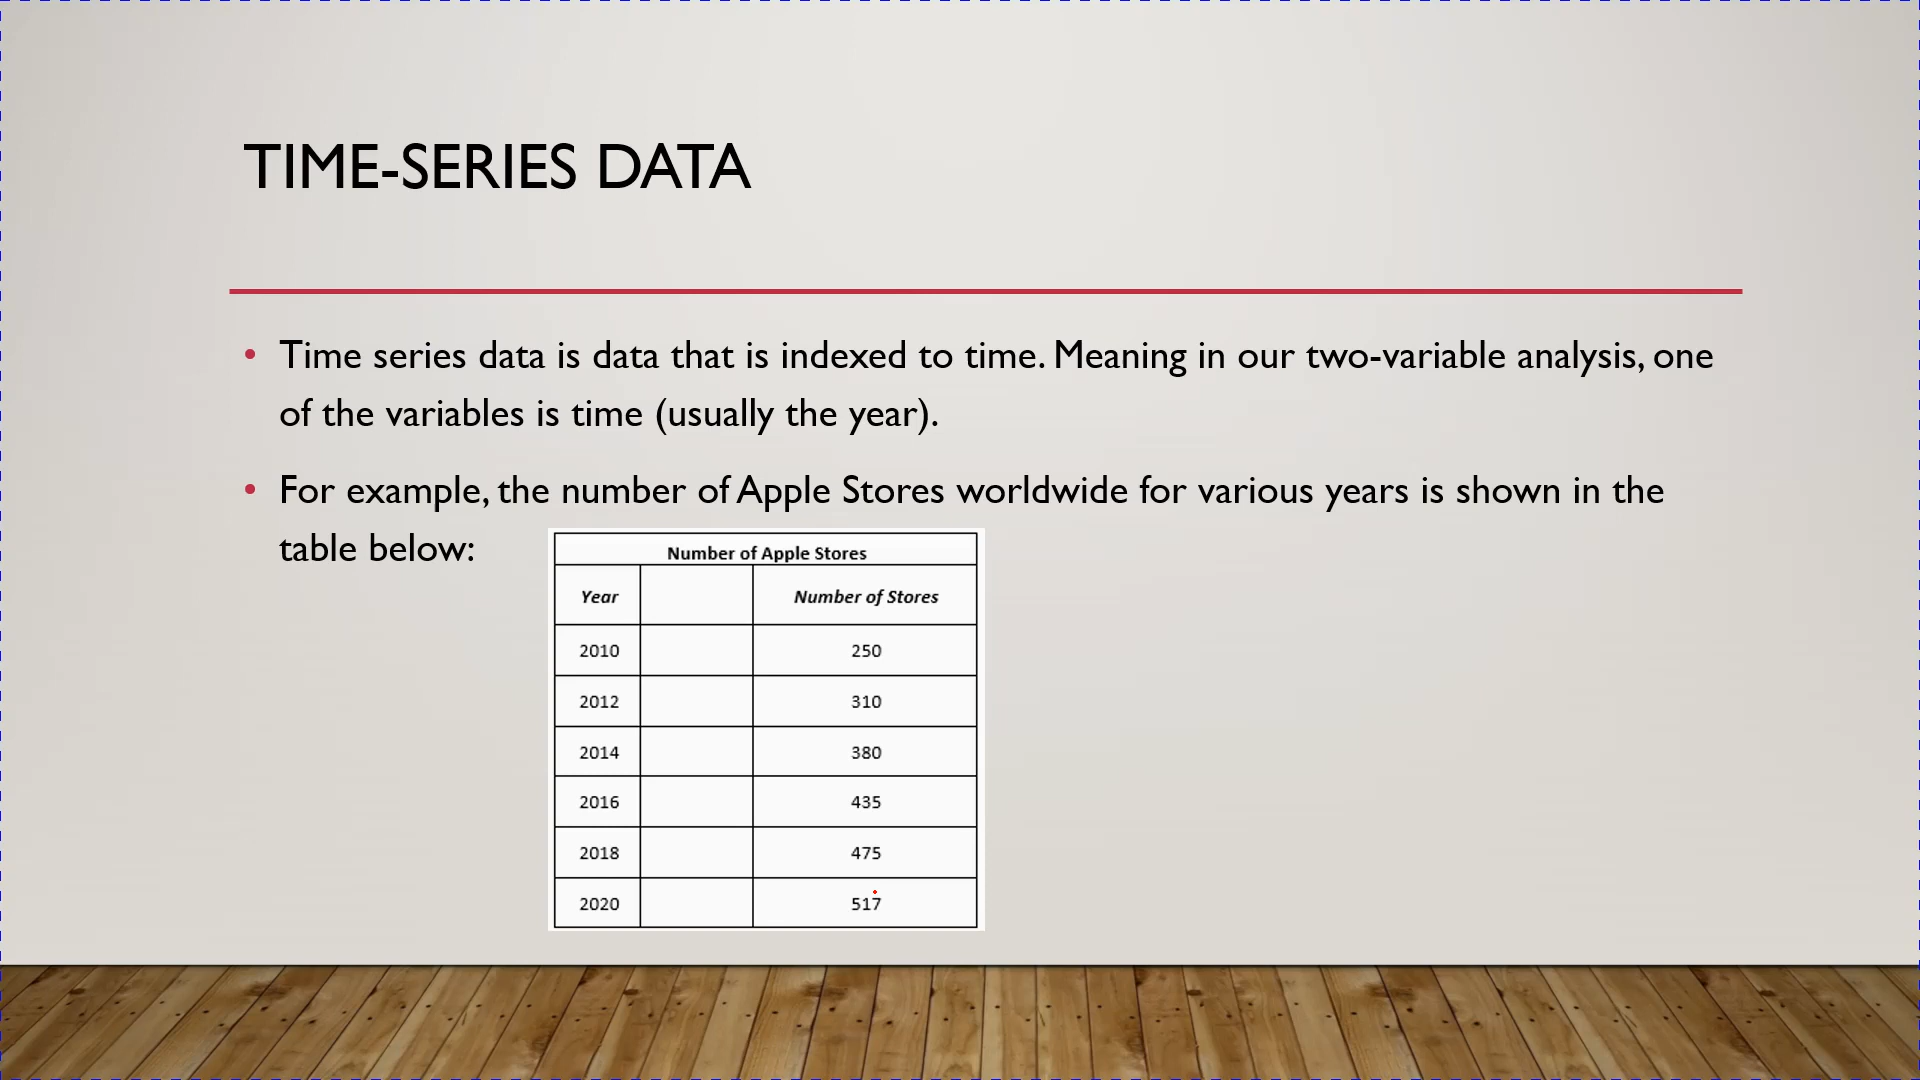 TIME-SERIES DATA
• Time series data is data that is indexed to time. Meaning in our two-variable analysis, one
of the variables is time (usually the year).
• For example, the number of Apple Stores worldwide for various years is shown in the
table below:
Number of Apple Stores
Year Number of Stores
2010 250
2012 310
2014 380
2016 435
2018 475
2020 517